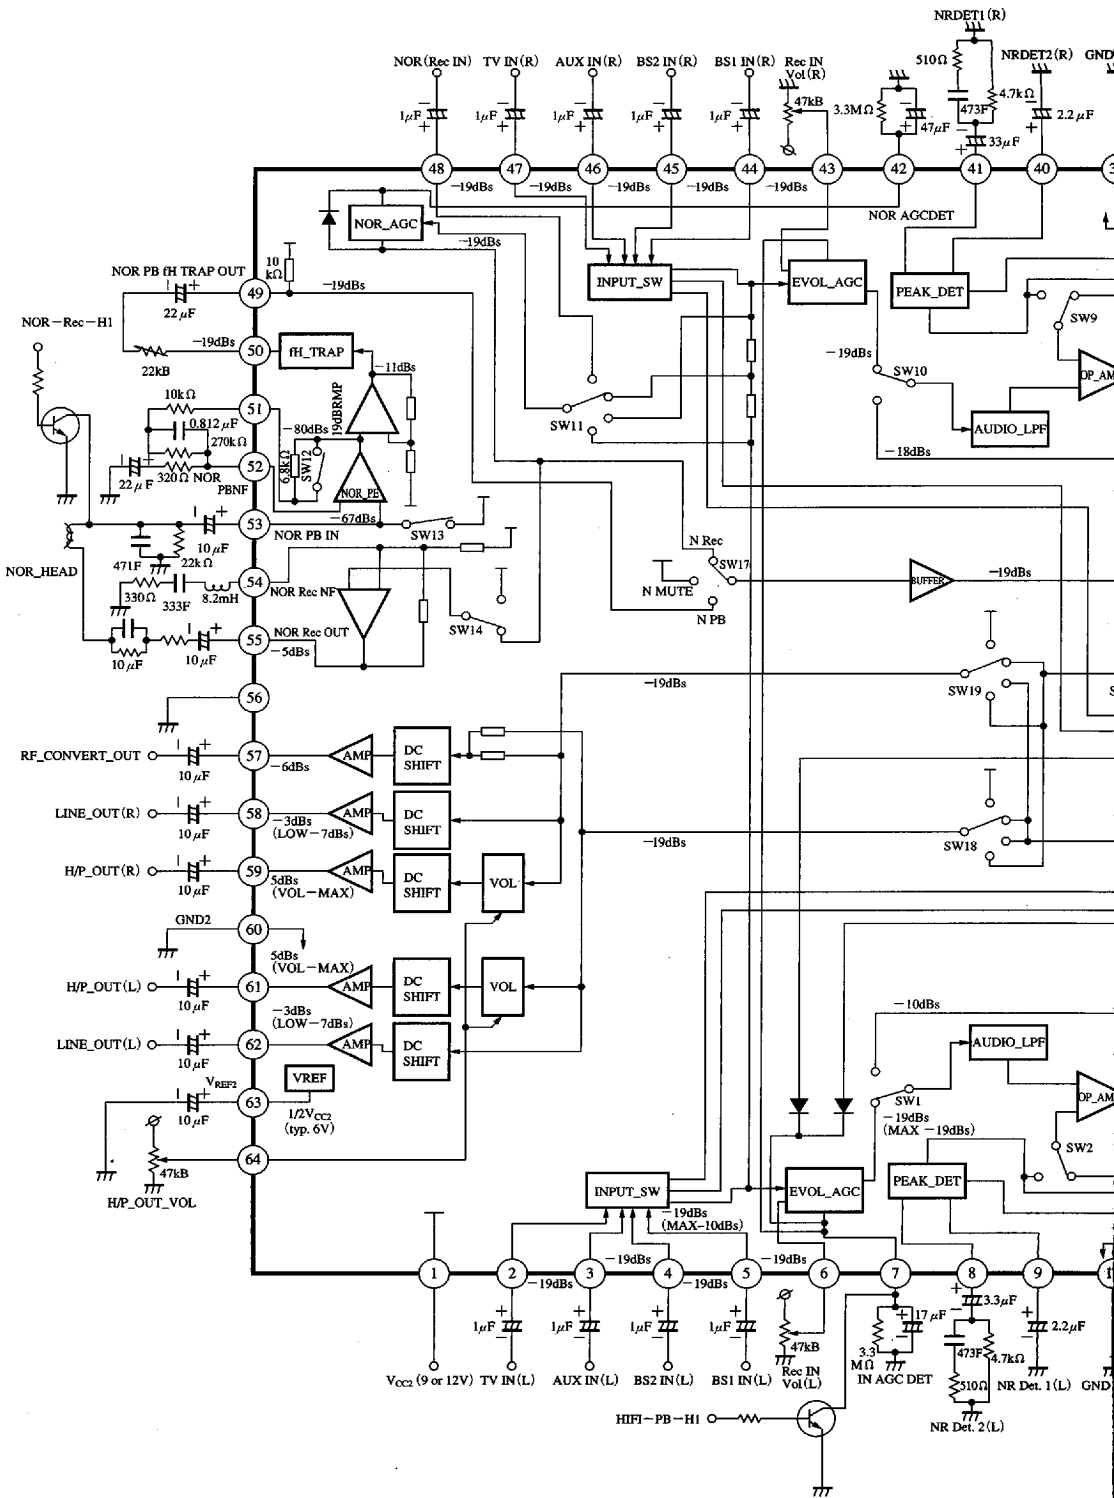 NRDET1(R)
510Ω
NRDET2(R) GND
NOR(Rec IN) TV IN(R) AUX IN(R) BS2 IN(R) BS1 IN(R) Rec IN
Vol(R)
1μF 1μF 1μF 1μF 1μF 47kB 3.3MΩ 47μF 473F 4.7kΩ 33μF 2.2μF
− − − − − − − −
+ + + + + + + +
48 47 46 45 44 43 42 41 40 3
−19dBs −19dBs −19dBs −19dBs −19dBs
NOR AGCDET
NOR_AGC
−19dBs
10
kΩ
NOR PB fH TRAP OUT
49 −19dBs
22μF
INPUT_SW EVOL_AGC PEAK_DET
SW9
NOR−Rec−H1
−19dBs 50 fH_TRAP
22kB
−11dBs
−19dBs
SW10
OP_AM
10kΩ 51
0.812μF
19dBRMP
SW11
AUDIO_LPF
−80dBs
270kΩ
−18dBs
22μF 320Ω NOR 52
PBNF
6.8kΩ
SW12
NOR_PB
−67dBs
53 NOR PB IN SW13
471F 22kΩ 10μF
NOR_HEAD
N Rec
SW17
N MUTE
N PB
BUFFER −19dBs
54
330Ω 333F 8.2mH
NOR Rec NF
SW14
NOR Rec OUT
55
−5dBs
10μF 10μF
56
−19dBs
SW19
S
RF_CONVERT_OUT 57 AMP DC
SHIFT
10μF −6dBs
LINE_OUT(R) 58 −3dBs AMP DC
SHIFT
(LOW−7dBs)
10μF
−19dBs
SW18
H/P_OUT(R) 59 5dBs AMP DC
SHIFT VOL
(VOL−MAX)
10μF
GND2 60
5dBs
(VOL−MAX)
H/P_OUT(L) 61 AMP DC
SHIFT VOL
10μF
−3dBs
(LOW−7dBs)
−10dBs
LINE_OUT(L) 62 AMP DC
SHIFT
10μF
AUDIO_LPF
VREF2 63 VREF
10μF
1/2VCC2
(typ. 6V)
SW1
−19dBs
(MAX −19dBs)
OP_AM
SW2
64
47kB
H/P_OUT_VOL
INPUT_SW EVOL_AGC PEAK_DET
−19dBs
(MAX−10dBs)
−19dBs −19dBs
1 2 3 4 5 6 7 8 9 1
−19dBs −19dBs −19dBs
+ + + + + + +
1μF 1μF 1μF 1μF 47kB 17μF 3.3μF 2.2μF
− − − − −
3.3
MΩ
473F 4.7kΩ
VCC2 (9 or 12V) TV IN(L) AUX IN(L) BS2 IN(L) BS1 IN(L) Rec IN
Vol(L)
IN AGC DET
510Ω
NR Det. 1(L) GND
HIFI−PB−H1
NR Det. 2(L)